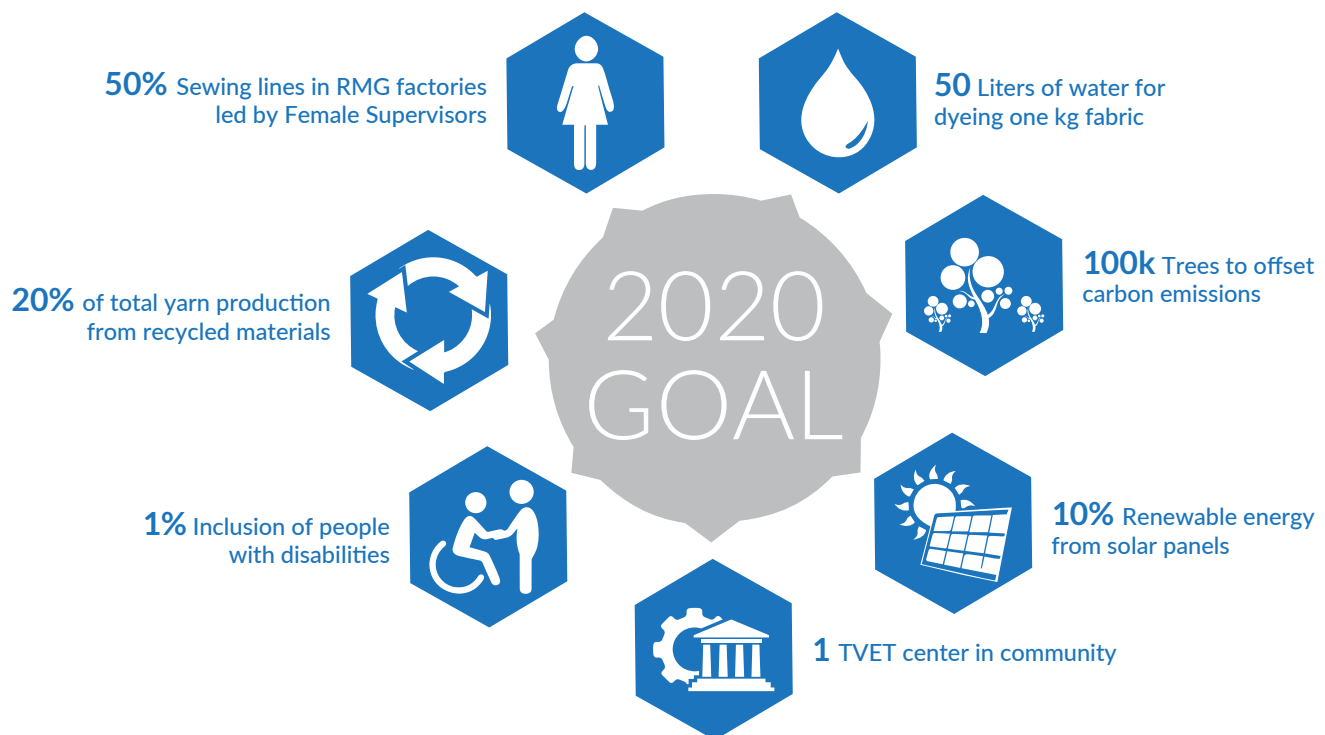 50% Sewing lines in RMG factories
led by Female Supervisors
50 Liters of water for
dyeing one kg fabric
20% of total yarn production
from recycled materials
2020
GOAL
100k Trees to offset
carbon emissions
1% Inclusion of people
with disabilities
10% Renewable energy
from solar panels
1 TVET center in community